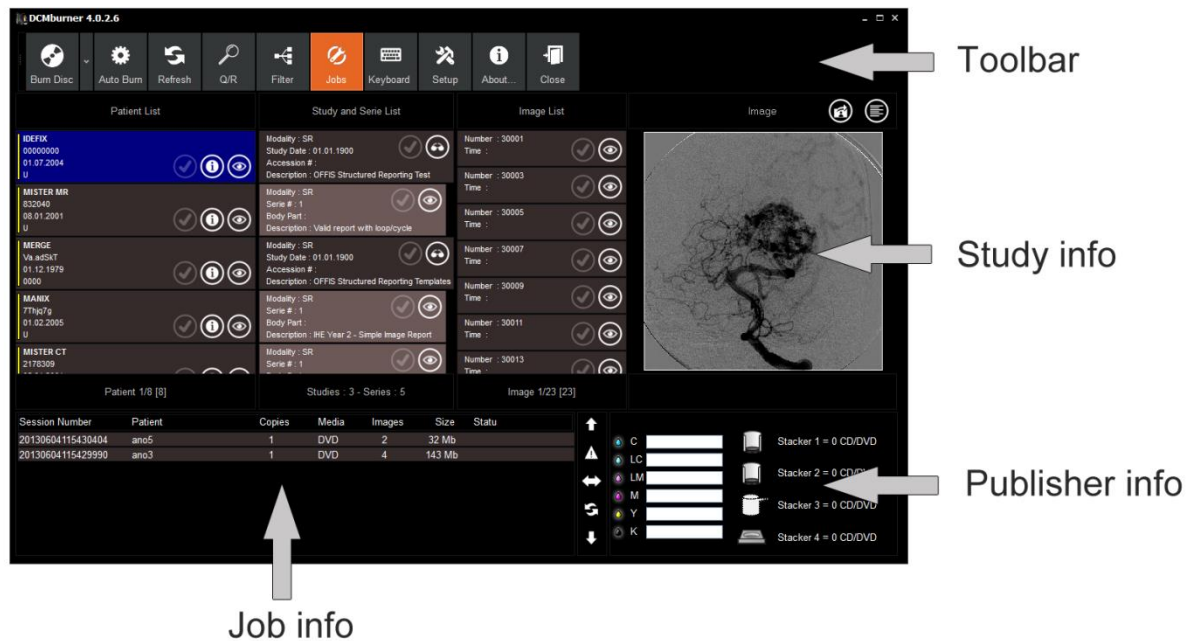 DCMburner 4.0.2.6
Burn Disc Auto Burn Refresh Q/R Filter Jobs Keyboard Setup About... Close
Toolbar
Patient List Study and Serie List Image List Image
IDEFIX
00000000
01.07.2004
U
MISTER MR
832040
08.01.2001
U
MERGE
Va.adSkT
01.12.1979
0000
MANIX
7Thjq7g
01.02.2005
U
MISTER CT
2178309
Modality : SR
Study Date : 01.01.1900
Accession # :
Description : OFFIS Structured Reporting Test
Modality : SR
Serie # : 1
Body Part :
Description : Valid report with loop/cycle
Modality : SR
Study Date : 01.01.1900
Accession # :
Description : OFFIS Structured Reporting Templates
Modality : SR
Serie # : 1
Body Part :
Description : IHE Year 2 - Simple Image Report
Modality : SR
Serie # : 1
Number : 30001
Time :
Number : 30003
Time :
Number : 30005
Time :
Number : 30007
Time :
Number : 30009
Time :
Number : 30011
Time :
Number : 30013
Time :
Study info
Patient 1/8 [8] Studies : 3 - Series : 5 Image 1/23 [23]
Session Number Patient Copies Media Images Size Statu
20130604115430404 ano5 1 DVD 2 32 Mb
20130604115429990 ano3 1 DVD 4 143 Mb
C
LC
LM
M
Y
K
Stacker 1 = 0 CD/DVD
Stacker 2 = 0 CD/DVD
Stacker 3 = 0 CD/DVD
Stacker 4 = 0 CD/DVD
Publisher info
Job info